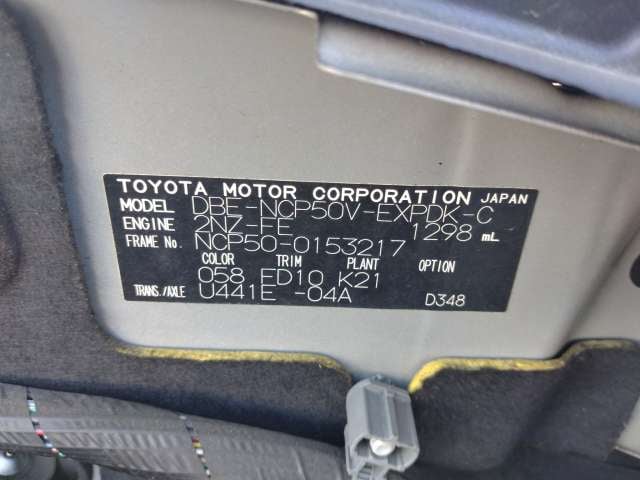 TOYOTA MOTOR CORPORATION JAPAN
MODEL DBE-NCP50V-EXPDK-C
ENGINE 2NZ-FE 1298 mL
FRAME No. NCP50-0153217
COLOR TRIM PLANT OPTION
058 FD10 K21
TRANS./AXLE U441E -04A D348